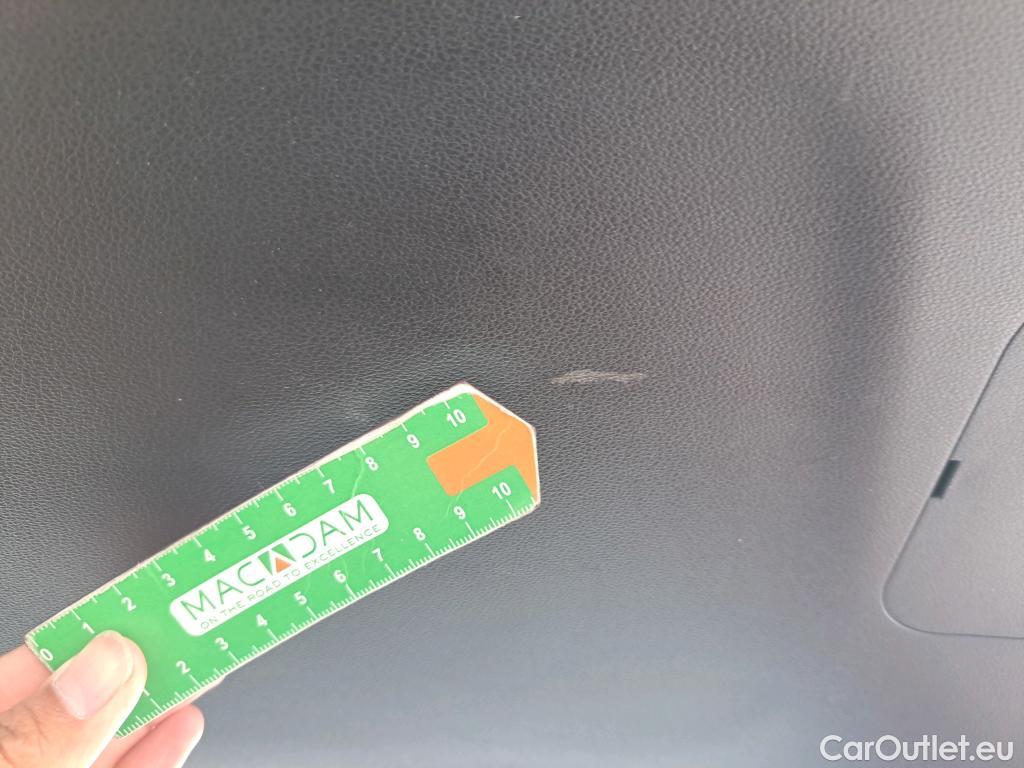 0 1 2 3 4 5 6 7 8 9 10
MACADAM
ON THE ROAD TO EXCELLENCE
2 3 4 5 6 7 8 9 10
CarOutlet.eu